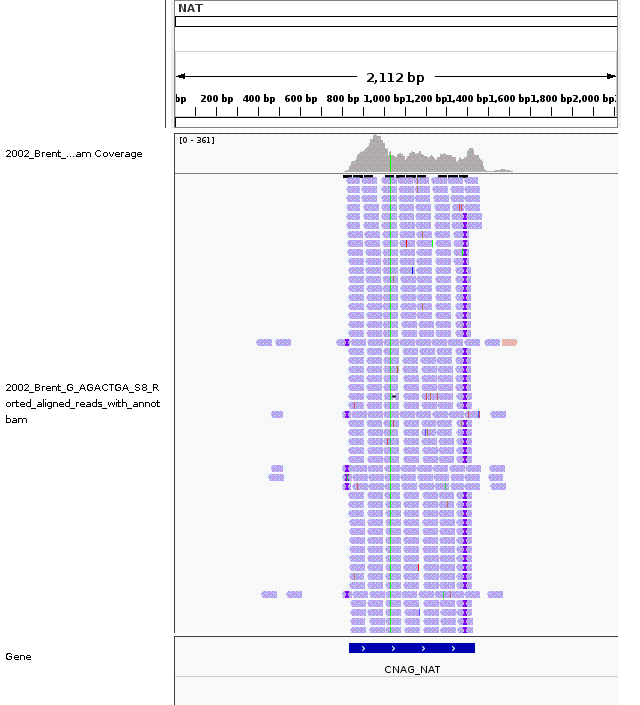 NAT
2,112 bp
bp 200 bp 400 bp 600 bp 800 bp 1,000 bp 1,200 bp 1,400 bp 1,600 bp 1,800 bp 2,000 bp
[0 - 361]
2002_Brent_...am Coverage
2002_Brent_G_AGACTGA_S8_R
orted_aligned_reads_with_annot
bam
Gene
CNAG_NAT